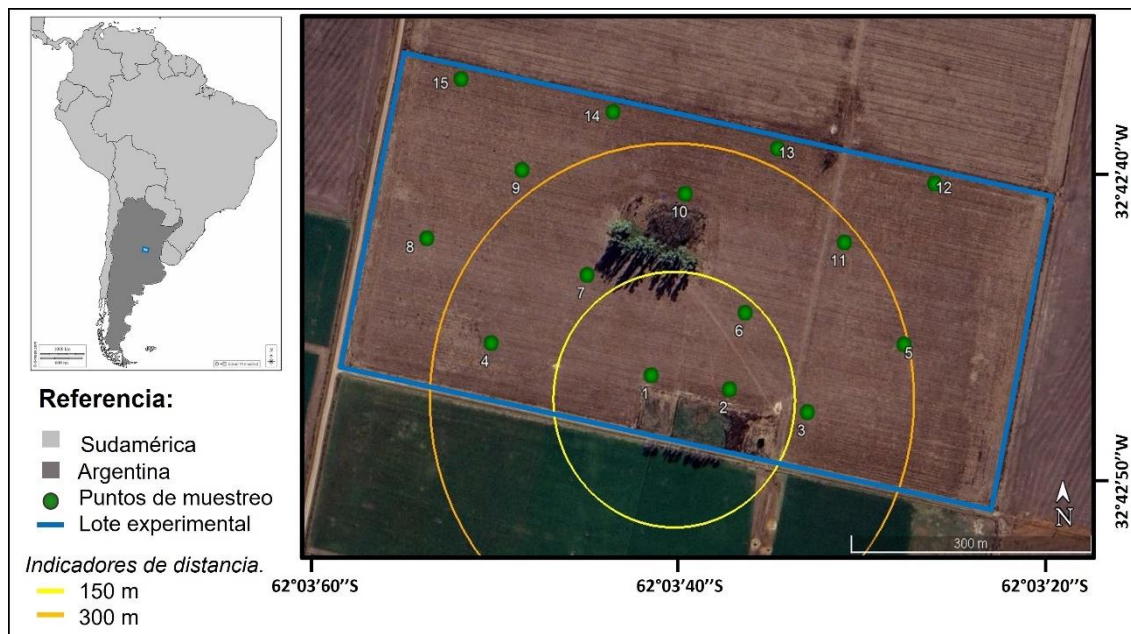 15
14
13
12
9
10
11
8
7
6
5
4
1
2
3
N
300 m
32°42'40''W
32°42'50''W
62°03'60''S
62°03'40''S
62°03'20''S
Referencia:
Sudamérica
Argentina
Puntos de muestreo
Lote experimental
Indicadores de distancia.
150 m
300 m